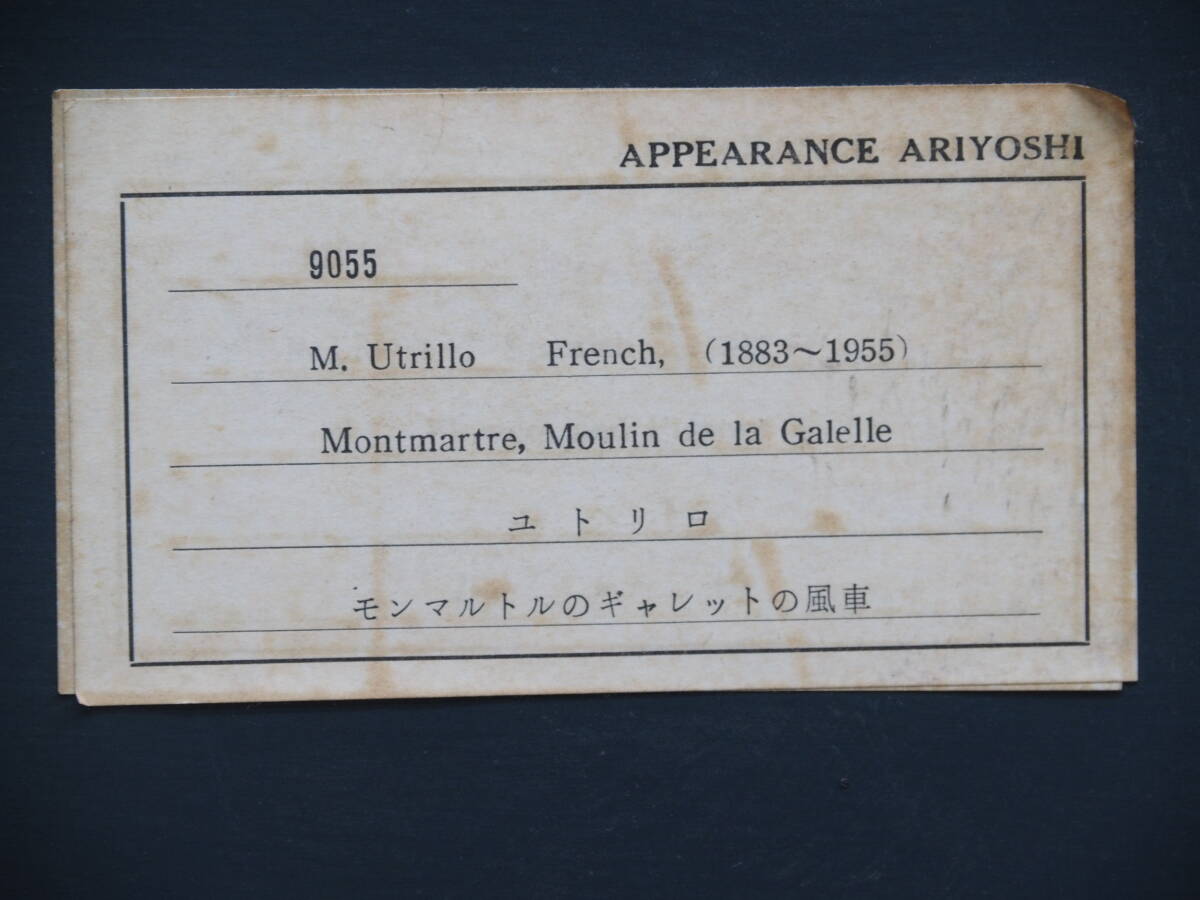 APPEARANCE ARIYOSHI
9055
M. Utrillo French, (1883～1955)
Montmartre, Moulin de la Galelle
ユトリロ
モンマルトルのギャレットの風車